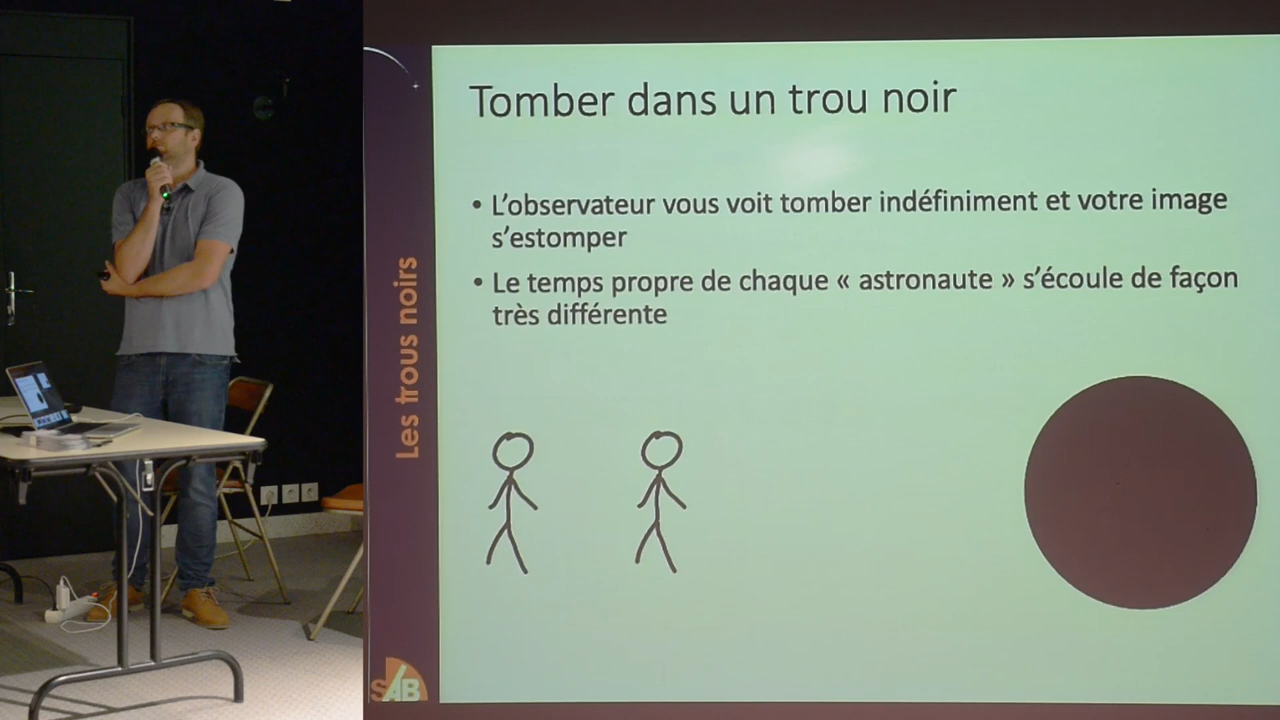 Tomber dans un trou noir
• L'observateur vous voit tomber indéfiniment et votre image
s'estomper
• Le temps propre de chaque « astronaute » s'écoule de façon
très différente
Les trous noirs
SAB